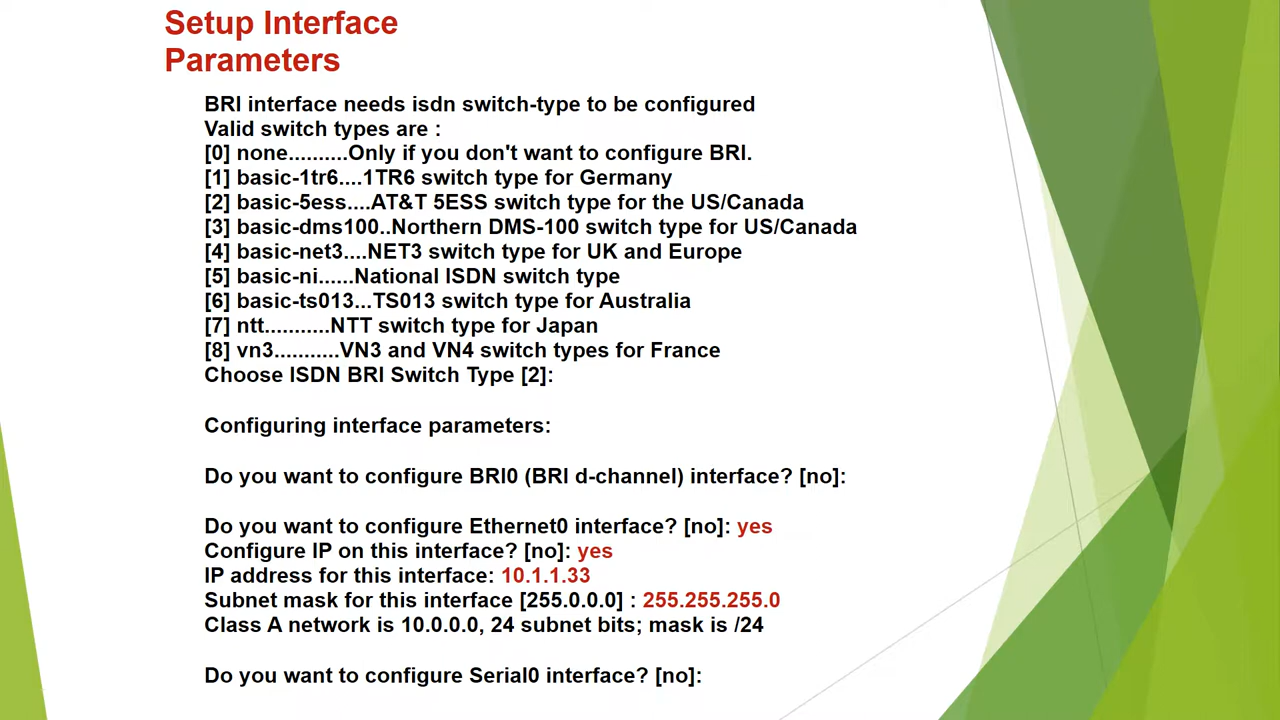 Setup Interface
Parameters
BRI interface needs isdn switch-type to be configured
Valid switch types are :
[0] none..........Only if you don't want to configure BRI.
[1] basic-1tr6....1TR6 switch type for Germany
[2] basic-5ess....AT&T 5ESS switch type for the US/Canada
[3] basic-dms100..Northern DMS-100 switch type for US/Canada
[4] basic-net3....NET3 switch type for UK and Europe
[5] basic-ni......National ISDN switch type
[6] basic-ts013...TS013 switch type for Australia
[7] ntt...........NTT switch type for Japan
[8] vn3...........VN3 and VN4 switch types for France
Choose ISDN BRI Switch Type [2]:
Configuring interface parameters:
Do you want to configure BRI0 (BRI d-channel) interface? [no]:
Do you want to configure Ethernet0 interface? [no]: yes
Configure IP on this interface? [no]: yes
IP address for this interface: 10.1.1.33
Subnet mask for this interface [255.0.0.0] : 255.255.255.0
Class A network is 10.0.0.0, 24 subnet bits; mask is /24
Do you want to configure Serial0 interface? [no]: